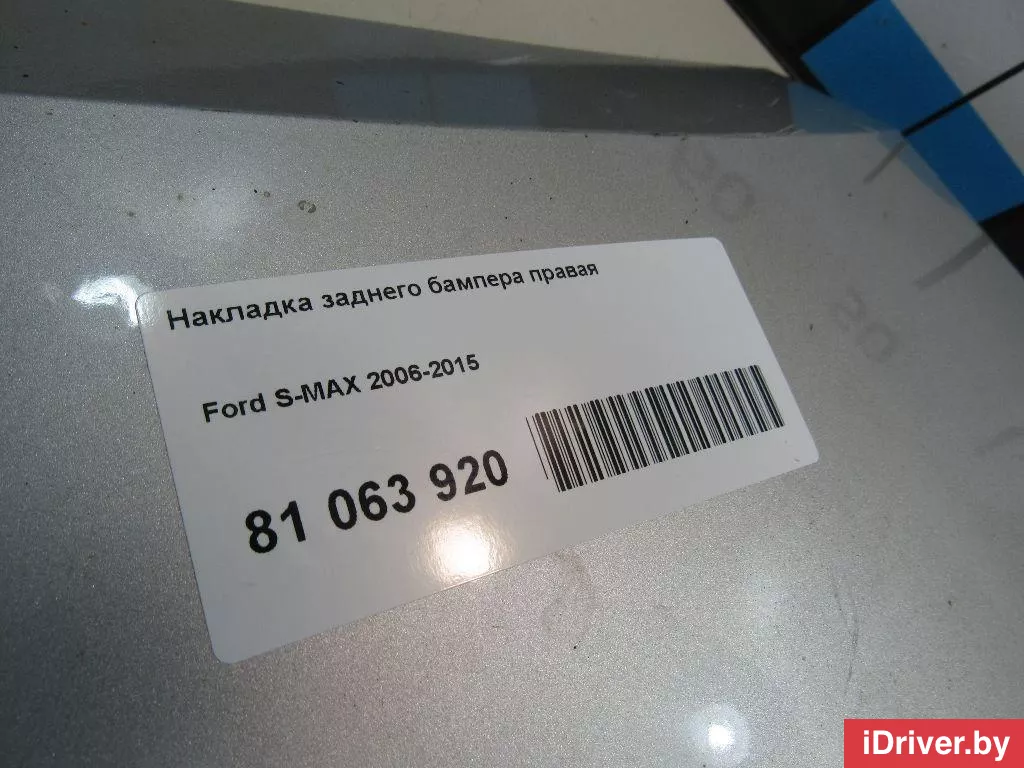 Накладка заднего бампера правая
Ford S-MAX 2006-2015
81 063 920
iDriver.by